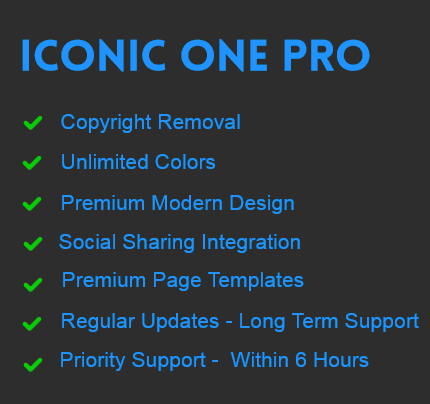 ICONIC ONE PRO
Copyright Removal
Unlimited Colors
Premium Modern Design
Social Sharing Integration
Premium Page Templates
Regular Updates - Long Term Support
Priority Support -  Within 6 Hours